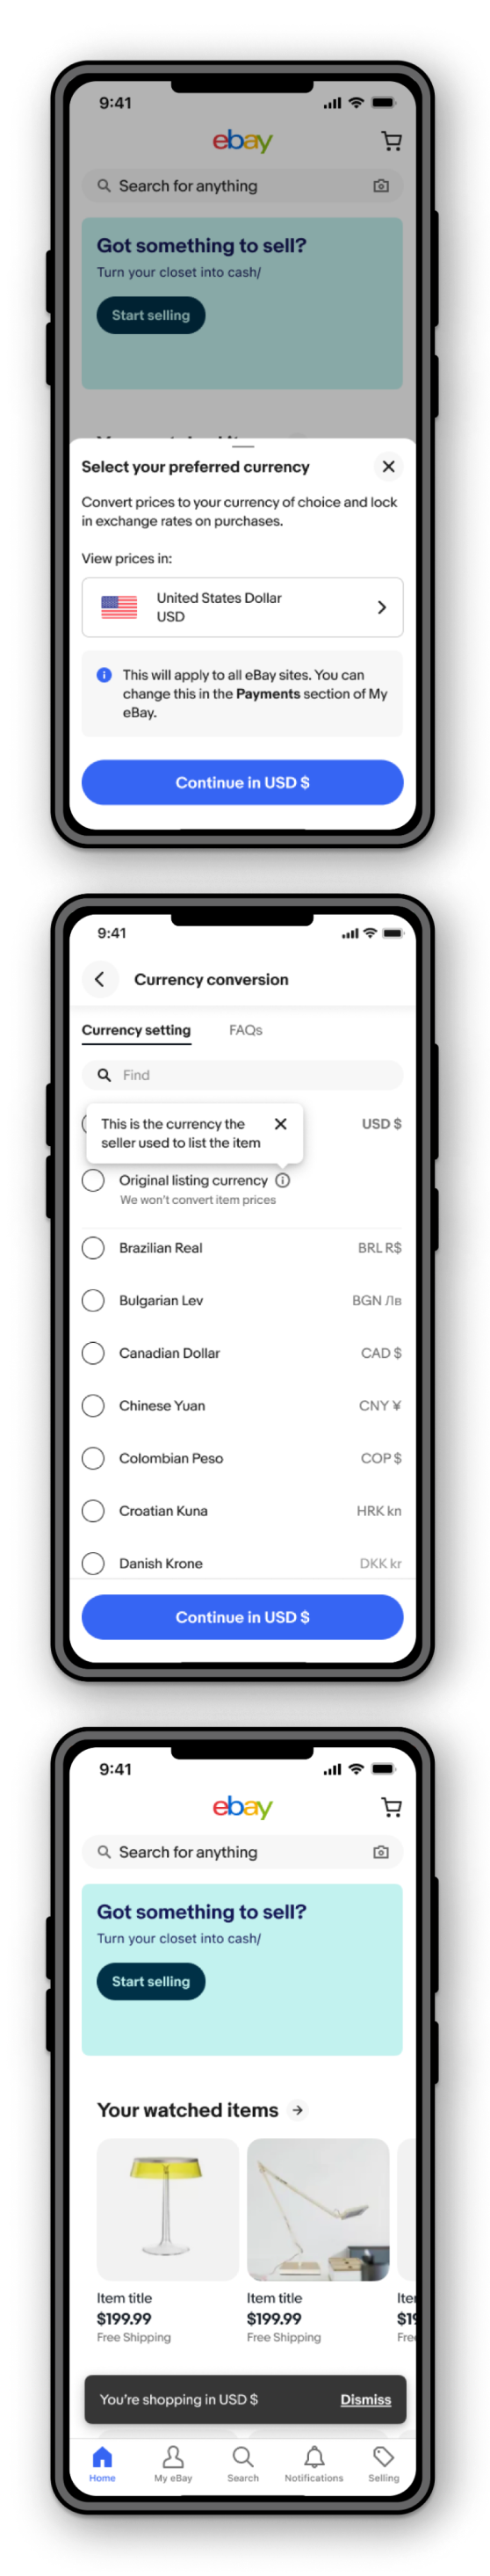 9:41
ebay
Search for anything
Got something to sell?
Turn your closet into cash/
Start selling
Select your preferred currency
Convert prices to your currency of choice and lock
in exchange rates on purchases.
View prices in:
United States Dollar
USD
This will apply to all eBay sites. You can
change this in the Payments section of My
eBay.
Continue in USD $
9:41
Currency conversion
Currency setting FAQs
Find
This is the currency the
seller used to list the item
USD $
Original listing currency
We won't convert item prices
Brazilian Real BRL R$
Bulgarian Lev BGN Лв
Canadian Dollar CAD $
Chinese Yuan CNY ¥
Colombian Peso COP $
Croatian Kuna HRK kn
Danish Krone DKK kr
Continue in USD $
9:41
ebay
Search for anything
Got something to sell?
Turn your closet into cash/
Start selling
Your watched items
Item title Item title
$199.99 $199.99
Free Shipping Free Shipping
You're shopping in USD $ Dismiss
Home My eBay Search Notifications Selling